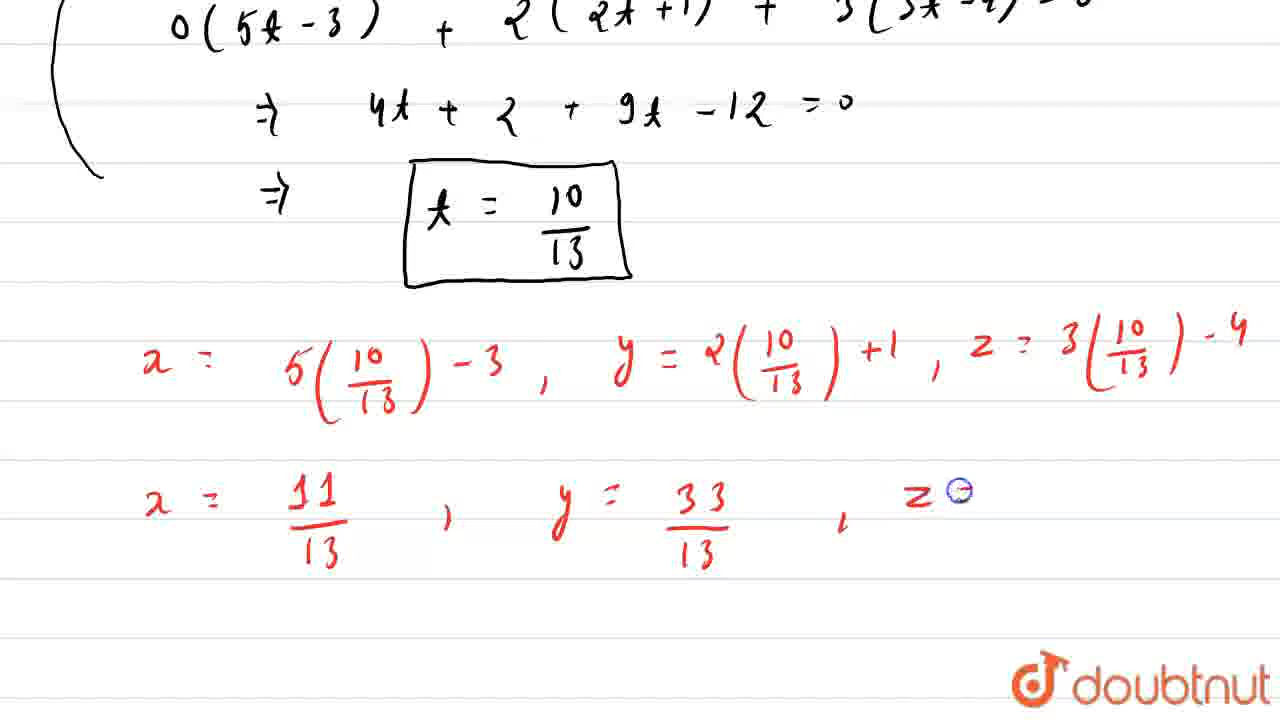 0(5t - 3) + 2(2t + 1) + 3(3t - 4) = 0
⇒ 4t + 2 + 9t - 12 = 0
⇒ t = 10/13
x = 5(10/13) - 3, y = 2(10/13) + 1, z = 3(10/13) - 4
x = 11/13, y = 33/13, z =
doubtnut